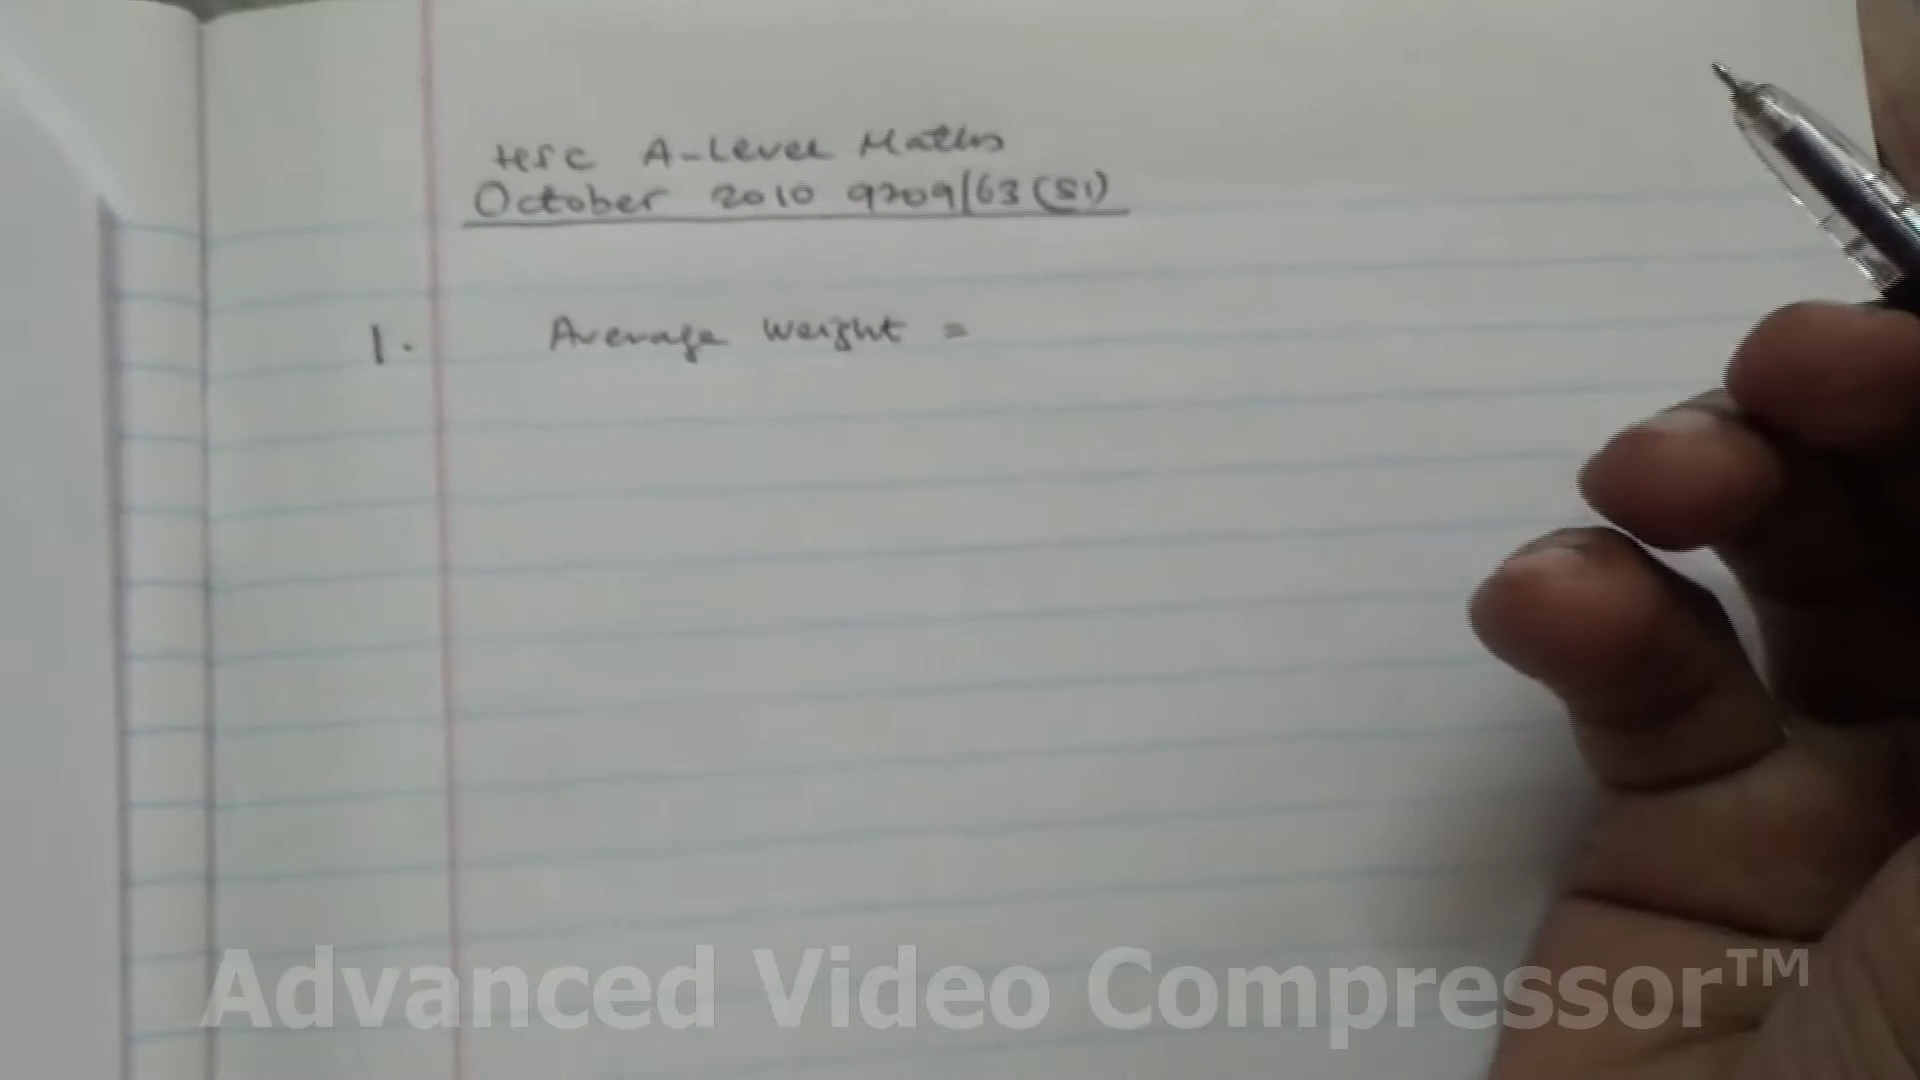 HSC A-Level Maths
October 2010 9709/63 (S1)
1. Average Weight =
Advanced Video Compressor™